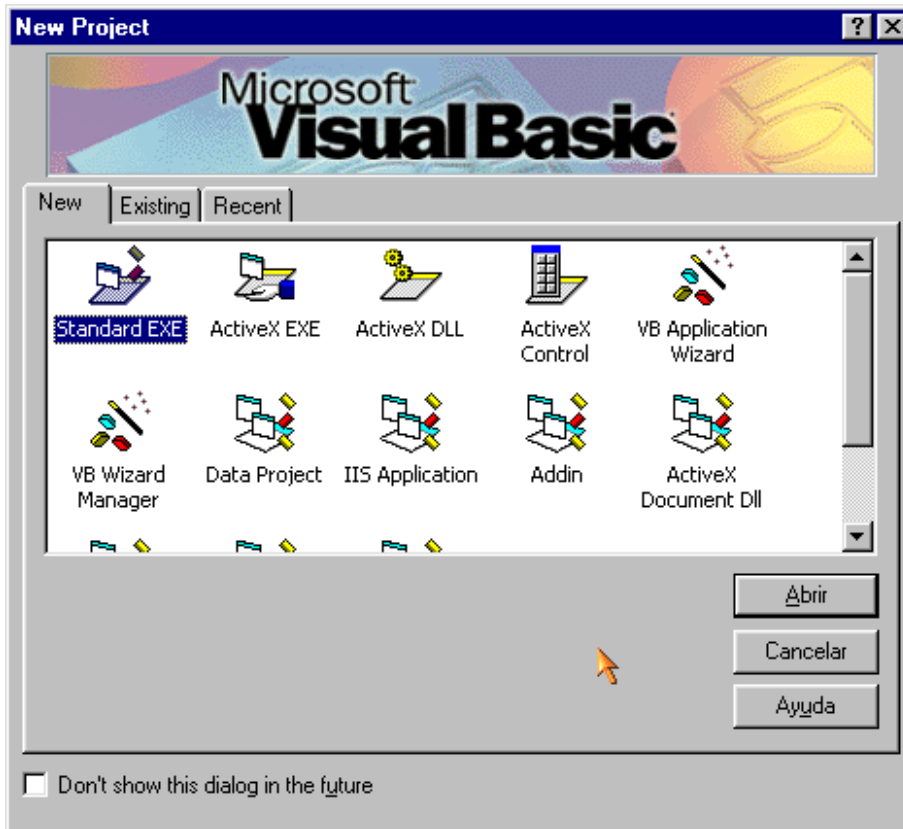 New Project
Microsoft
Visual Basic
New Existing Recent
Standard EXE ActiveX EXE ActiveX DLL ActiveX Control VB Application Wizard
VB Wizard Manager Data Project IIS Application Addin ActiveX Document Dll
Abrir
Cancelar
Ayuda
Don't show this dialog in the future